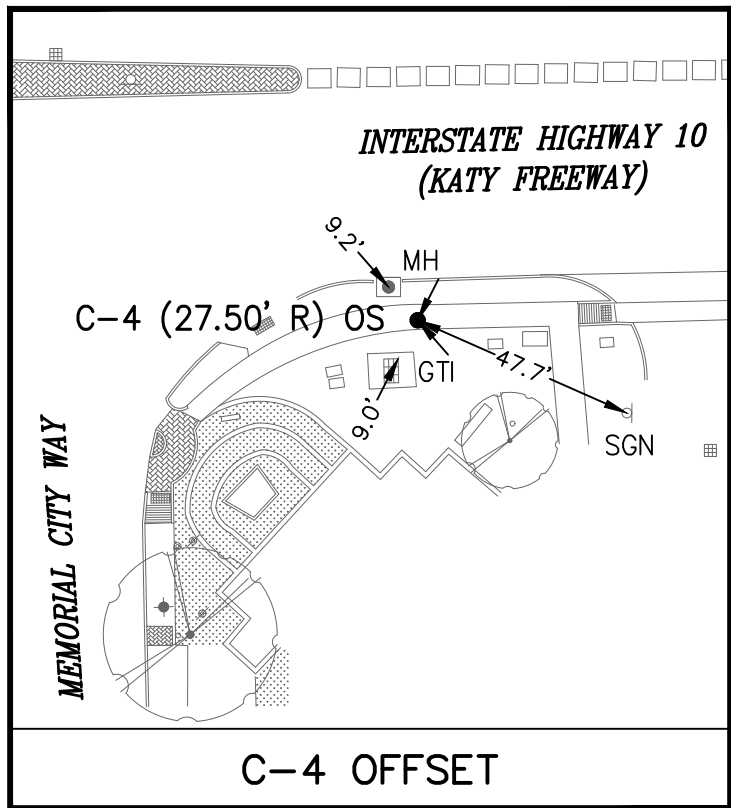 INTERSTATE HIGHWAY 10
(KATY FREEWAY)
9.2'
MH
C-4 (27.50' R) OS
47.7'
GTI
9.0'
SGN
MEMORIAL CITY WAY
C-4 OFFSET